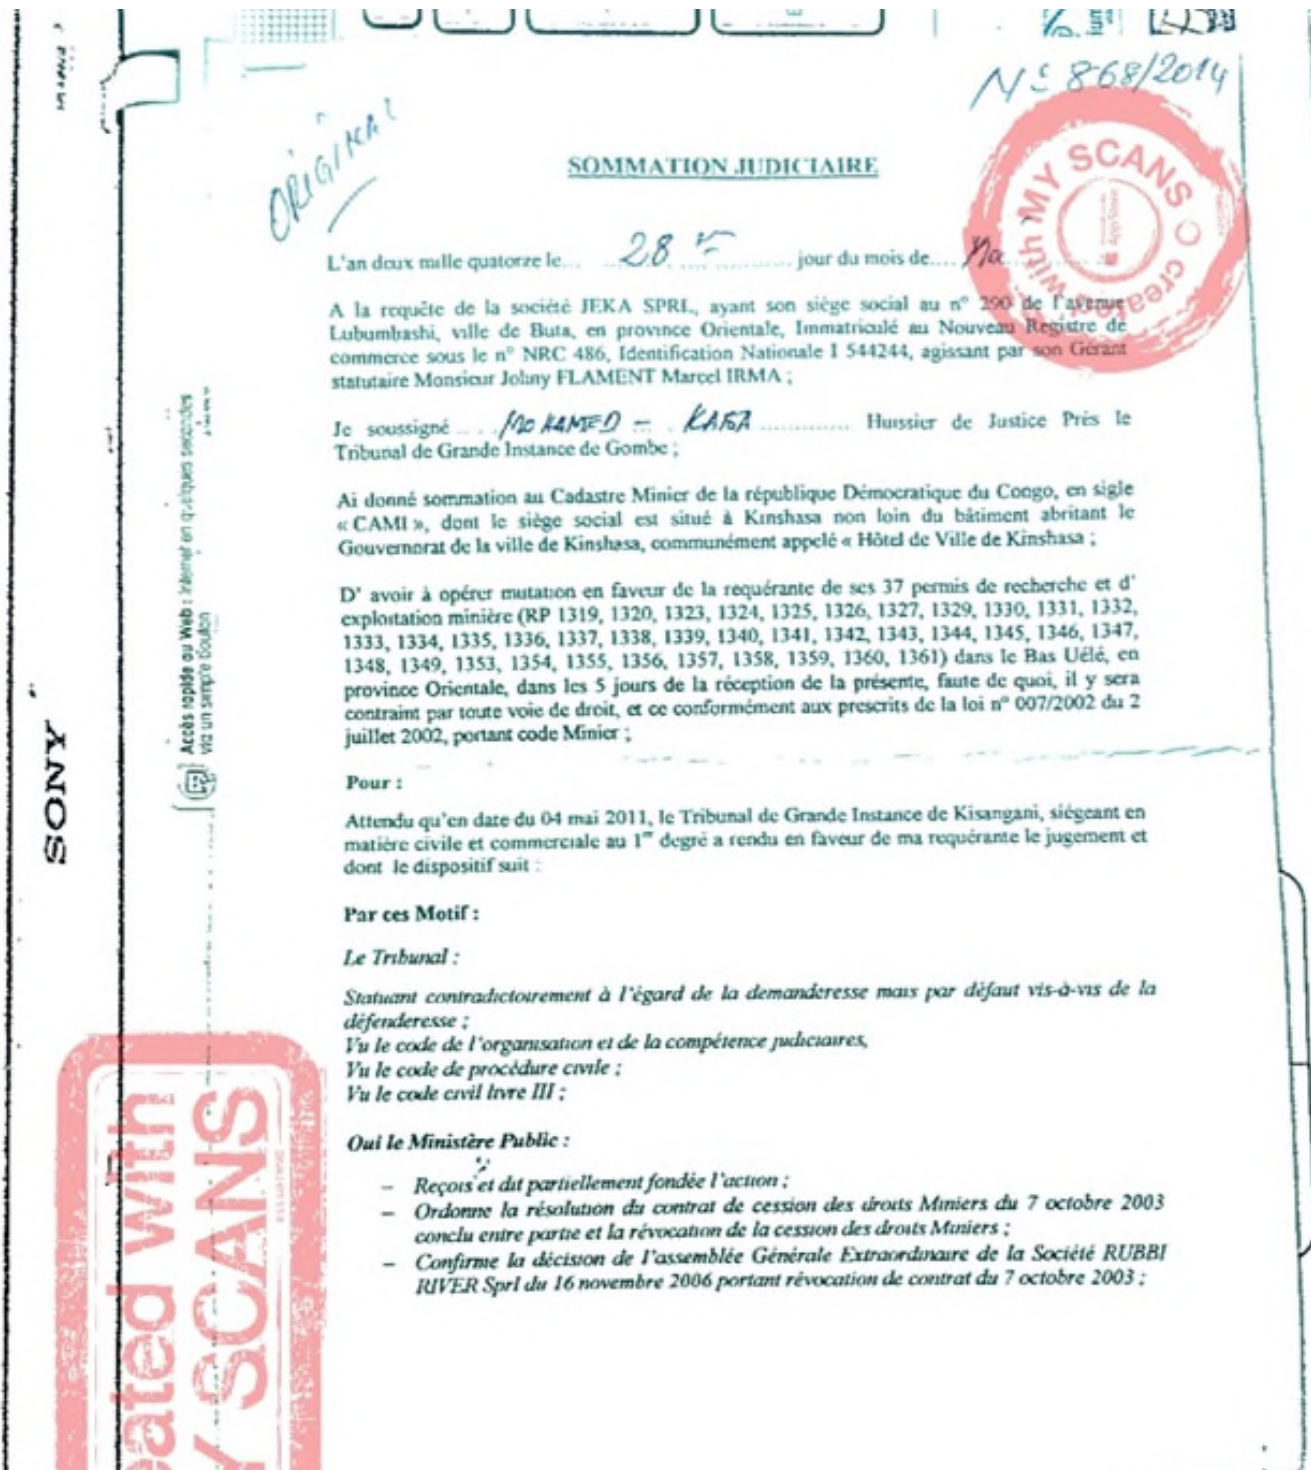 N° 868/2014
ORIGINAL
SOMMATION JUDICIAIRE
L'an deux mille quatorze le... 28 ... jour du mois de....
A la requête de la société JEKA SPRL, ayant son siège social au n° 290 de l'avenue
Lubumbashi, ville de Buta, en province Orientale, Immatriculé au Nouveau Registre de
commerce sous le n° NRC 486, Identification Nationale I 544244, agissant par son Gérant
statutaire Monsieur Johny FLAMENT Marcel IRMA ;
Je soussigné .... MOHAMED – ............. Huissier de Justice Près le
Tribunal de Grande Instance de Gombe ;
Ai donné sommation au Cadastre Minier de la république Démocratique du Congo, en sigle
« CAMI », dont le siège social est situé à Kinshasa non loin du bâtiment abritant le
Gouvernorat de la ville de Kinshasa, communément appelé « Hôtel de Ville de Kinshasa ;
D' avoir à opérer mutation en faveur de la requérante de ses 37 permis de recherche et d'
exploitation minière (RP 1319, 1320, 1323, 1324, 1325, 1326, 1327, 1329, 1330, 1331, 1332,
1333, 1334, 1335, 1336, 1337, 1338, 1339, 1340, 1341, 1342, 1343, 1344, 1345, 1346, 1347,
1348, 1349, 1353, 1354, 1355, 1356, 1357, 1358, 1359, 1360, 1361) dans le Bas Uélé, en
province Orientale, dans les 5 jours de la réception de la présente, faute de quoi, il y sera
contraint par toute voie de droit, et ce conformément aux prescrits de la loi n° 007/2002 du 2
juillet 2002, portant code Minier ;
Pour :
Attendu qu'en date du 04 mai 2011, le Tribunal de Grande Instance de Kisangani, siégeant en
matière civile et commerciale au 1er degré a rendu en faveur de ma requérante le jugement et
dont le dispositif suit :
Par ces Motif :
Le Tribunal :
Statuant contradictoirement à l'égard de la demanderesse mais par défaut vis-à-vis de la
défenderesse ;
Vu le code de l'organisation et de la compétence judiciaires,
Vu le code de procédure civile ;
Vu le code civil livre III ;
Oui le Ministère Public :
– Reçois et dit partiellement fondée l'action ;
– Ordonne la résolution du contrat de cession des droits Miniers du 7 octobre 2003
conclu entre partie et la révocation de la cession des droits Miniers ;
– Confirme la décision de l'assemblée Générale Extraordinaire de la Société RUBBI
RIVER Sprl du 16 novembre 2006 portant révocation de contrat du 7 octobre 2003 ;
SONY
Accès rapide au Web : Internet en quelques secondes
via un simple bouton
created with MY SCANS
App Store
eated with
Y SCANS